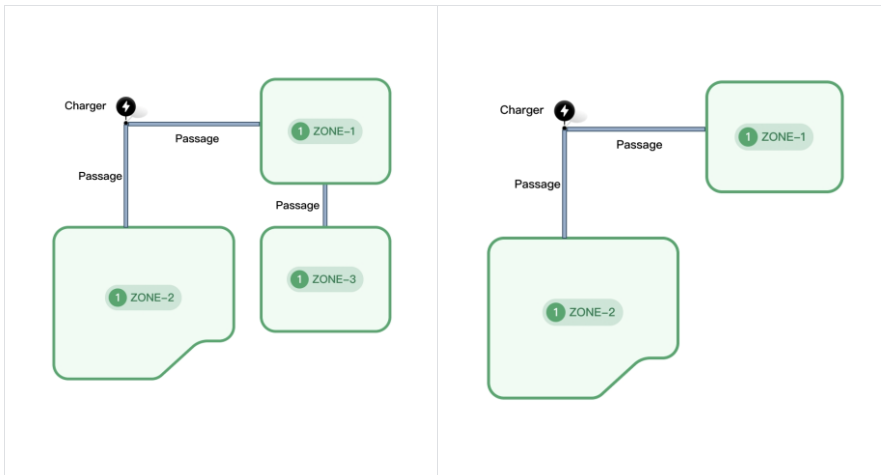 Charger
Passage
1 ZONE-1
Passage
Passage
1 ZONE-2
1 ZONE-3
Charger
Passage
1 ZONE-1
Passage
1 ZONE-2